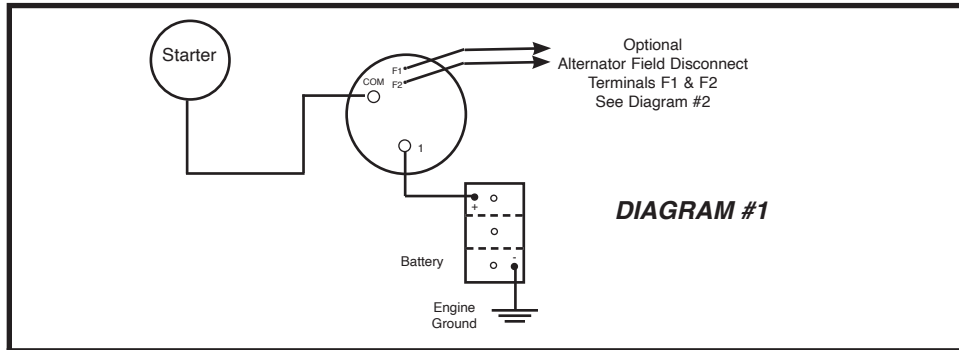 Starter
COM
F1
F2
1
Optional
Alternator Field Disconnect
Terminals F1 & F2
See Diagram #2
+
-
DIAGRAM #1
Battery
Engine
Ground